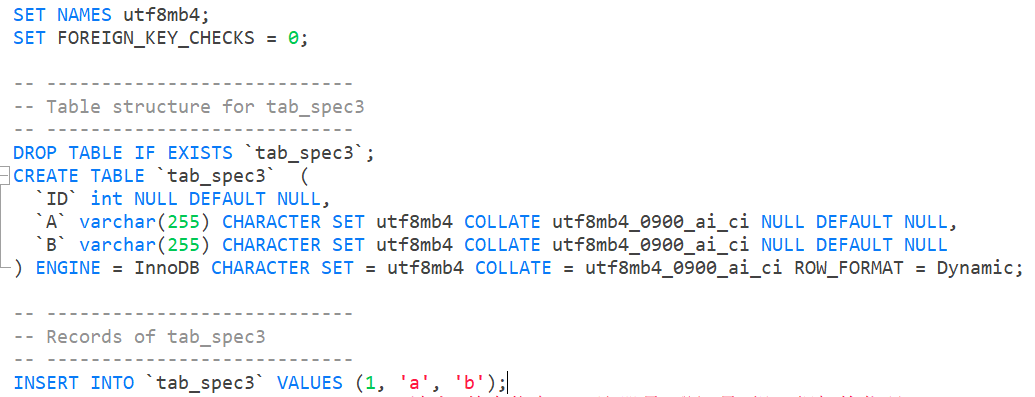 SET NAMES utf8mb4;
SET FOREIGN_KEY_CHECKS = 0;
-- ----------------------------
-- Table structure for tab_spec3
-- ----------------------------
DROP TABLE IF EXISTS `tab_spec3`;
CREATE TABLE `tab_spec3`  (
  `ID` int NULL DEFAULT NULL,
  `A` varchar(255) CHARACTER SET utf8mb4 COLLATE utf8mb4_0900_ai_ci NULL DEFAULT NULL,
  `B` varchar(255) CHARACTER SET utf8mb4 COLLATE utf8mb4_0900_ai_ci NULL DEFAULT NULL
) ENGINE = InnoDB CHARACTER SET = utf8mb4 COLLATE = utf8mb4_0900_ai_ci ROW_FORMAT = Dynamic;
-- ----------------------------
-- Records of tab_spec3
-- ----------------------------
INSERT INTO `tab_spec3` VALUES (1, 'a', 'b');